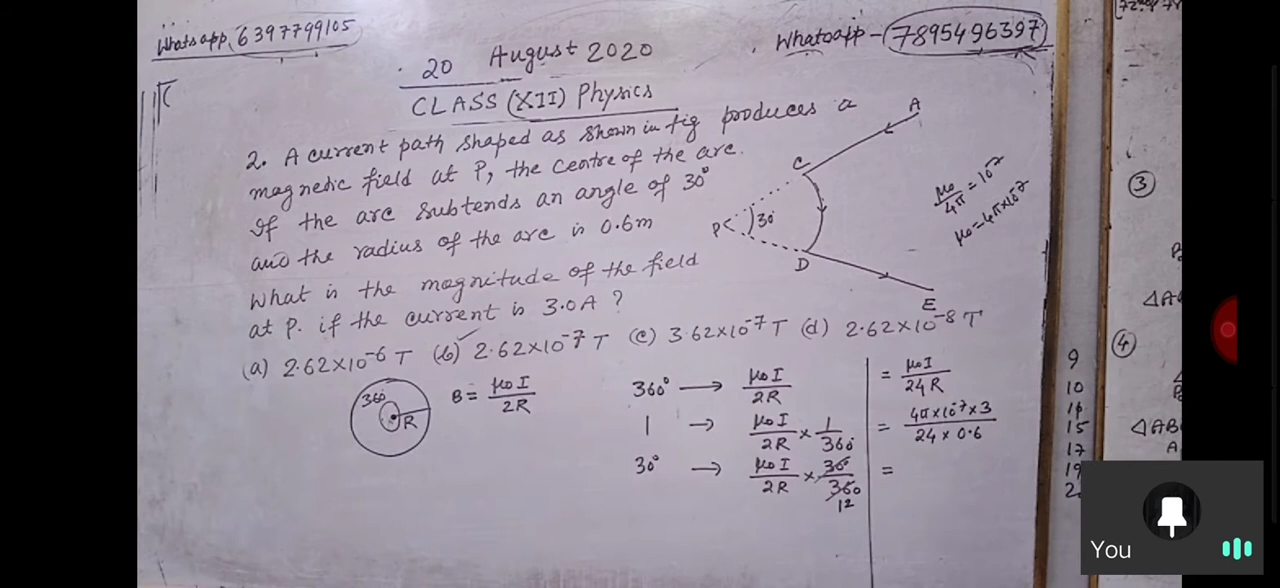 Whatsapp, 6397799105
Whatsapp - 7895496397
20 August 2020
CLASS (XII) Physics
2. A current path shaped as shown in fig produces a
magnedic field at P, the centre of the arc.
If the arc subtends an angle of 30°
and the radius of the arc is 0.6m
What is the magnitude of the field
at P. if the current is 3.0A ?
(a) 2.62×10⁻⁶ T (b) 2.62×10⁻⁷ T (c) 3.62×10⁻⁷ T (d) 2.62×10⁻⁸ T
A
C
P
30°
D
E
μ₀/4π = 10⁻⁷
μ₀ = 4π×10⁻⁷
360°
R
B = μ₀I/2R
360° → μ₀I/2R
1 → μ₀I/2R × 1/360
30° → μ₀I/2R × 30/360
12
= μ₀I/24R
= 4π×10⁻⁷×3/24×0.6
=
3
4
9
10
15
17
19
You